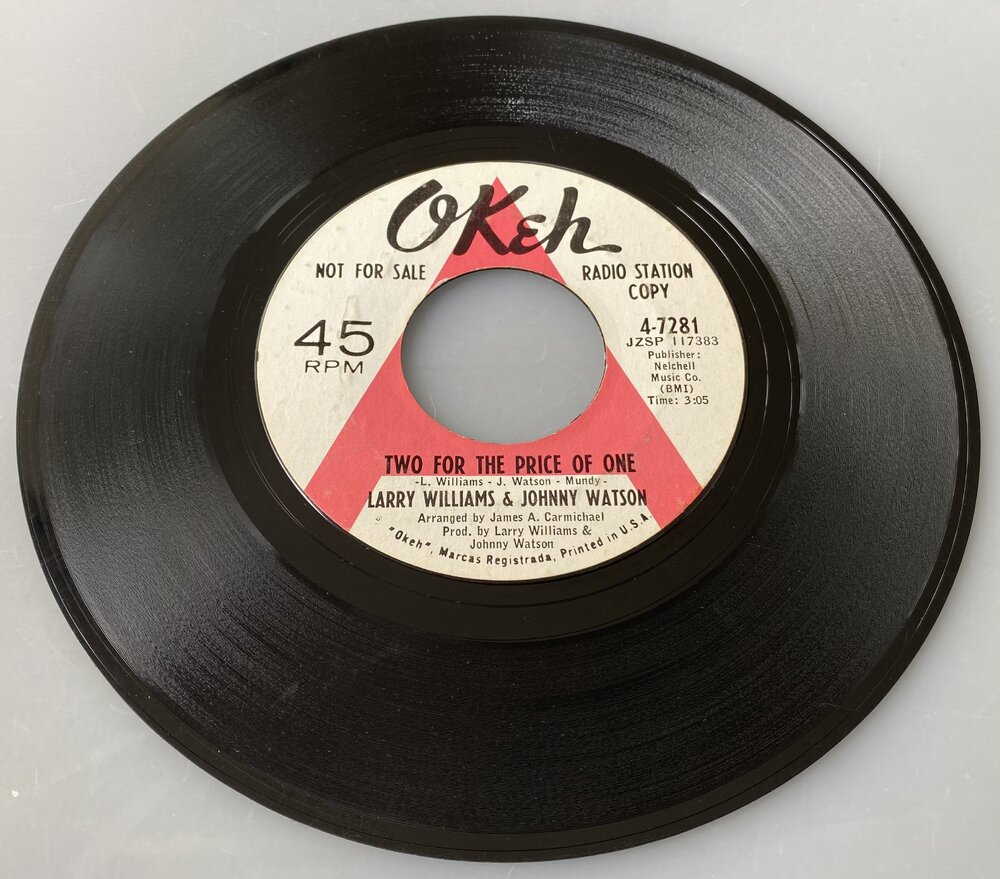 OKeh
NOT FOR SALE
RADIO STATION
COPY
45
RPM
4-7281
JZSP 117383
Publisher:
Nelchell
Music Co.
(BMI)
Time: 3:05
TWO FOR THE PRICE OF ONE
-L. Williams - J. Watson - Mundy-
LARRY WILLIAMS & JOHNNY WATSON
Arranged by James A. Carmichael
Prod. by Larry Williams &
Johnny Watson
"Okeh", Marcas Registrada, Printed in U.S.A.